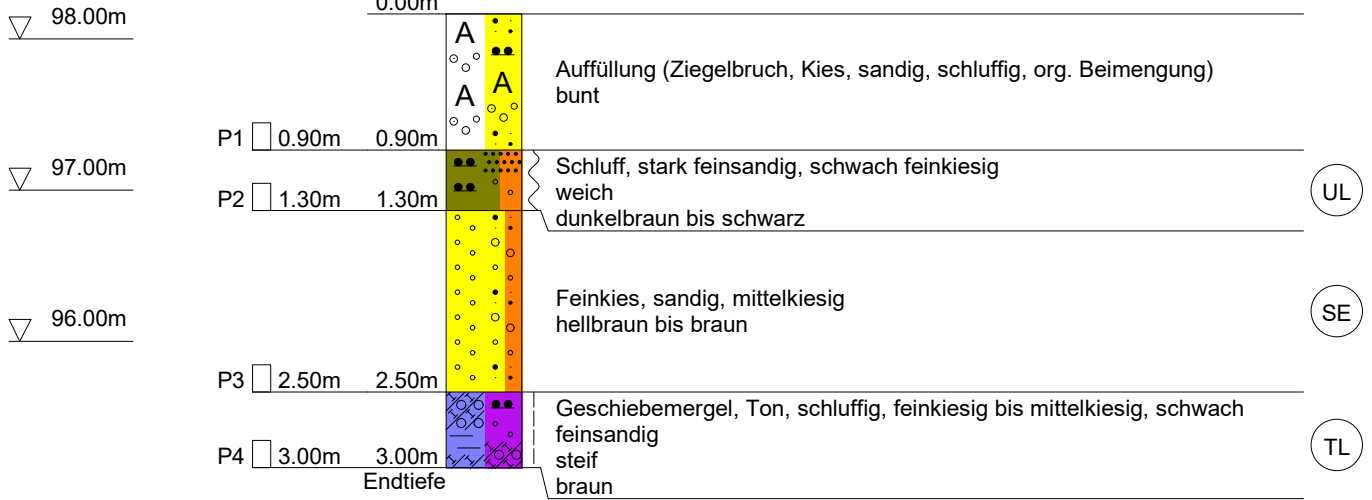 0.00m
98.00m
A
A
A
Auffüllung (Ziegelbruch, Kies, sandig, schluffig, org. Beimengung)
bunt
P1 0.90m 0.90m
97.00m
Schluff, stark feinsandig, schwach feinkiesig
weich
dunkelbraun bis schwarz
UL
P2 1.30m 1.30m
96.00m
Feinkies, sandig, mittelkiesig
hellbraun bis braun
SE
P3 2.50m 2.50m
Geschiebemergel, Ton, schluffig, feinkiesig bis mittelkiesig, schwach
feinsandig
steif
braun
TL
P4 3.00m 3.00m
Endtiefe